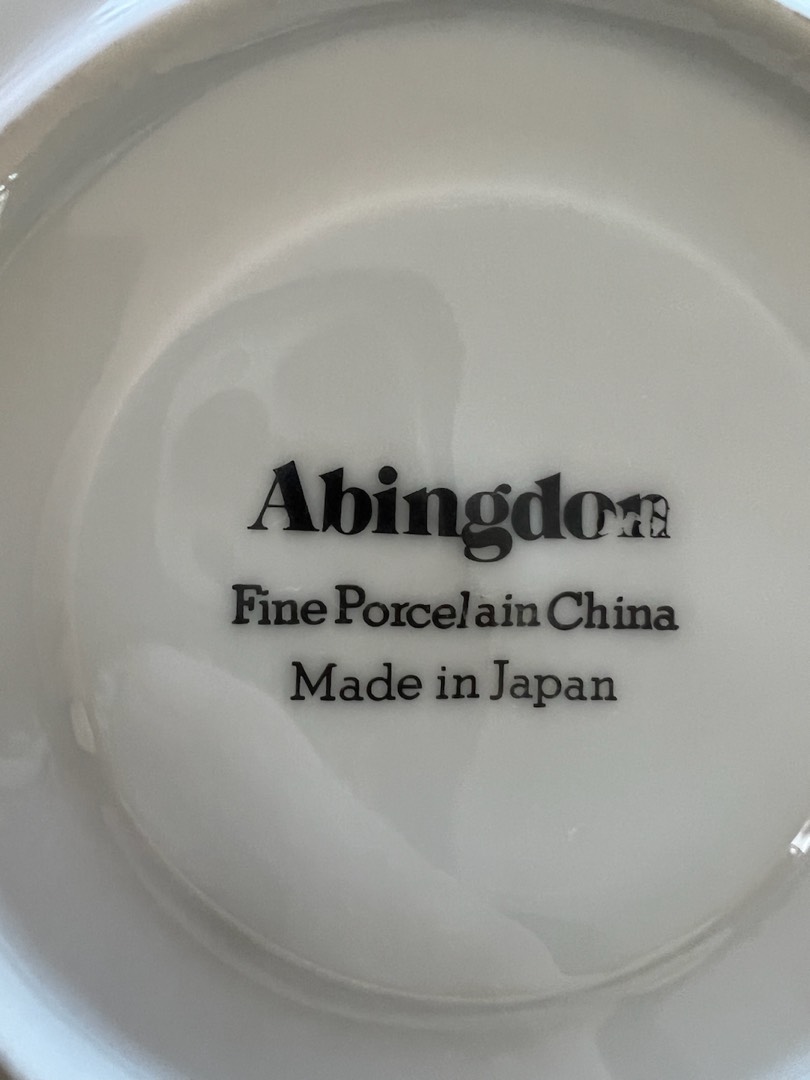 Abingdon
Fine Porcelain China
Made in Japan